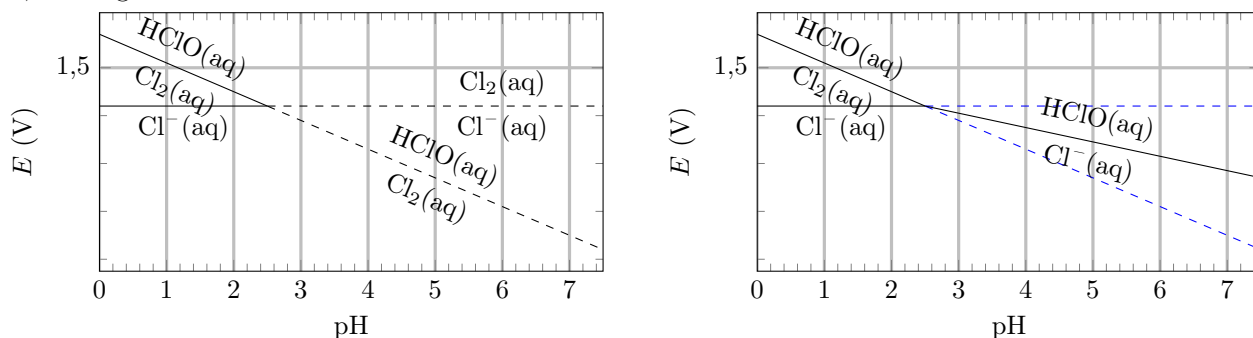 HClO(aq)
1,5
Cl₂(aq)
Cl⁻(aq)
Cl₂(aq)
Cl⁻(aq)
HClO(aq)
Cl₂(aq)
E (V)
0 1 2 3 4 5 6 7
pH
HClO(aq)
1,5
Cl₂(aq)
Cl⁻(aq)
HClO(aq)
Cl⁻(aq)
E (V)
0 1 2 3 4 5 6 7
pH